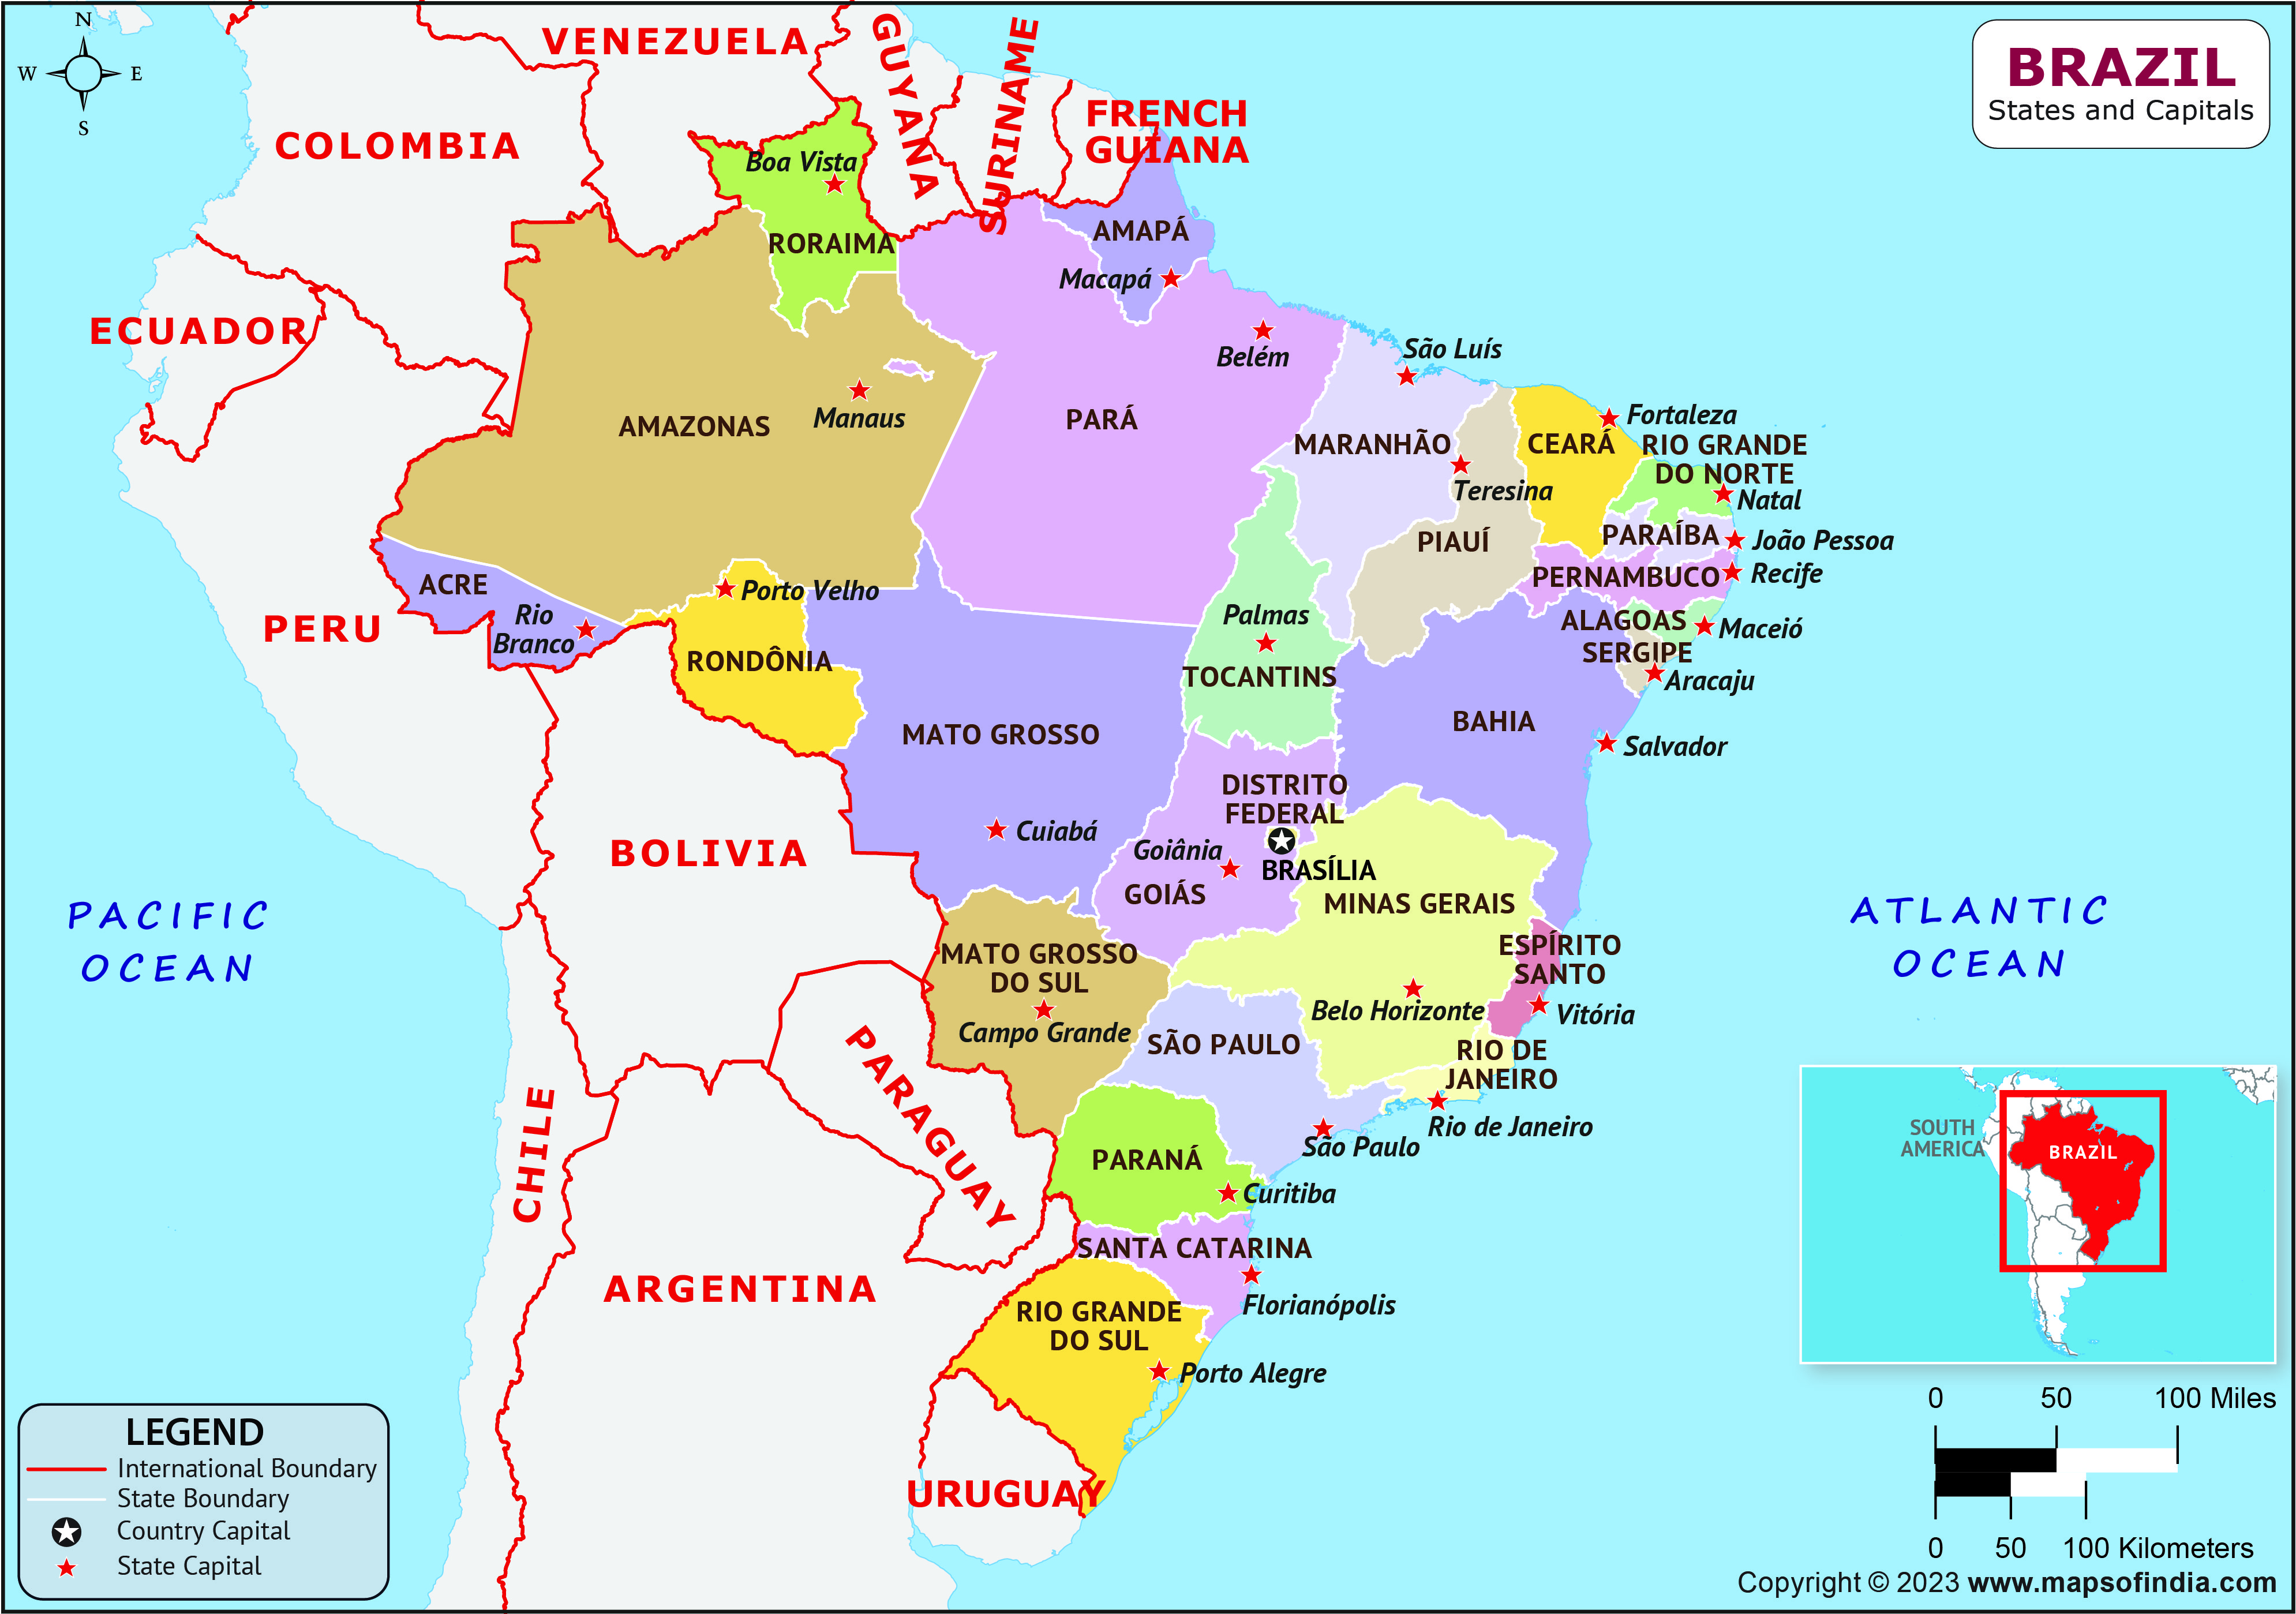 N
W E
S
BRAZIL
States and Capitals
VENEZUELA
GUYANA
SURINAME
FRENCH
GUIANA
COLOMBIA
ECUADOR
PERU
BOLIVIA
PARAGUAY
CHILE
ARGENTINA
URUGUAY
PACIFIC
OCEAN
ATLANTIC
OCEAN
Boa Vista
RORAIMA
AMAPÁ
Macapá
Belém
PARÁ
AMAZONAS
Manaus
São Luís
MARANHÃO
Teresina
PIAUÍ
CEARÁ
Fortaleza
RIO GRANDE
DO NORTE
Natal
PARAÍBA
João Pessoa
PERNAMBUCO
Recife
ALAGOAS
Maceió
SERGIPE
Aracaju
ACRE
Rio
Branco
Porto Velho
RONDÔNIA
MATO GROSSO
Cuiabá
Palmas
TOCANTINS
BAHIA
Salvador
DISTRITO
FEDERAL
BRASÍLIA
Goiânia
GOIÁS
MINAS GERAIS
Belo Horizonte
ESPÍRITO
SANTO
Vitória
MATO GROSSO
DO SUL
Campo Grande
SÃO PAULO
São Paulo
RIO DE
JANEIRO
Rio de Janeiro
PARANÁ
Curitiba
SANTA CATARINA
Florianópolis
RIO GRANDE
DO SUL
Porto Alegre
SOUTH
AMERICA
BRAZIL
LEGEND
International Boundary
State Boundary
Country Capital
State Capital
0 50 100 Miles
0 50 100 Kilometers
Copyright © 2023 www.mapsofindia.com